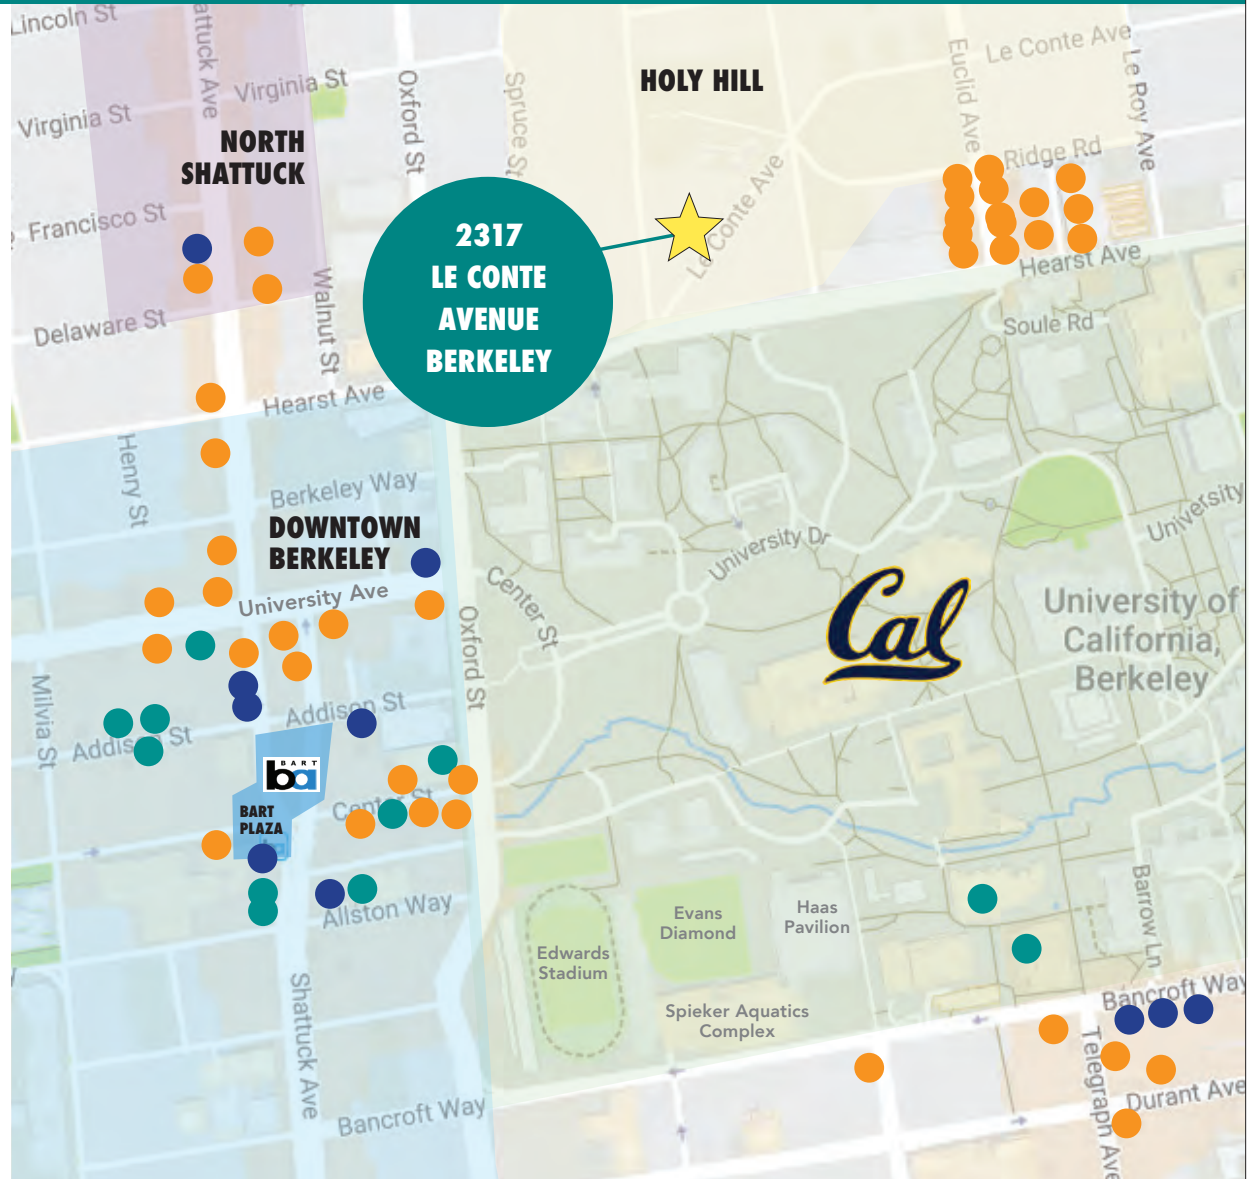 Lincoln St
attuck Ave
Virginia St
Virginia St
Oxford St
Spruce St
HOLY HILL
Euclid Ave
Le Conte Ave
Le Roy Ave
NORTH
SHATTUCK
Ridge Rd
Francisco St
Le Conte Ave
2317
LE CONTE
AVENUE
BERKELEY
Walnut St
Hearst Ave
Delaware St
Soule Rd
Hearst Ave
Henry St
Berkeley Way
DOWNTOWN
BERKELEY
University Ave
University Dr
University
Center St
Cal
University of
California,
Berkeley
Oxford St
Milvia St
Addison St
Addison St
BART
ba
BART
PLAZA
Center St
Allston Way
Evans
Diamond
Haas
Pavilion
Edwards
Stadium
Spieker Aquatics
Complex
Barrow Ln
Bancroft Way
Shattuck Ave
Telegraph Ave
Durant Ave
Bancroft Way